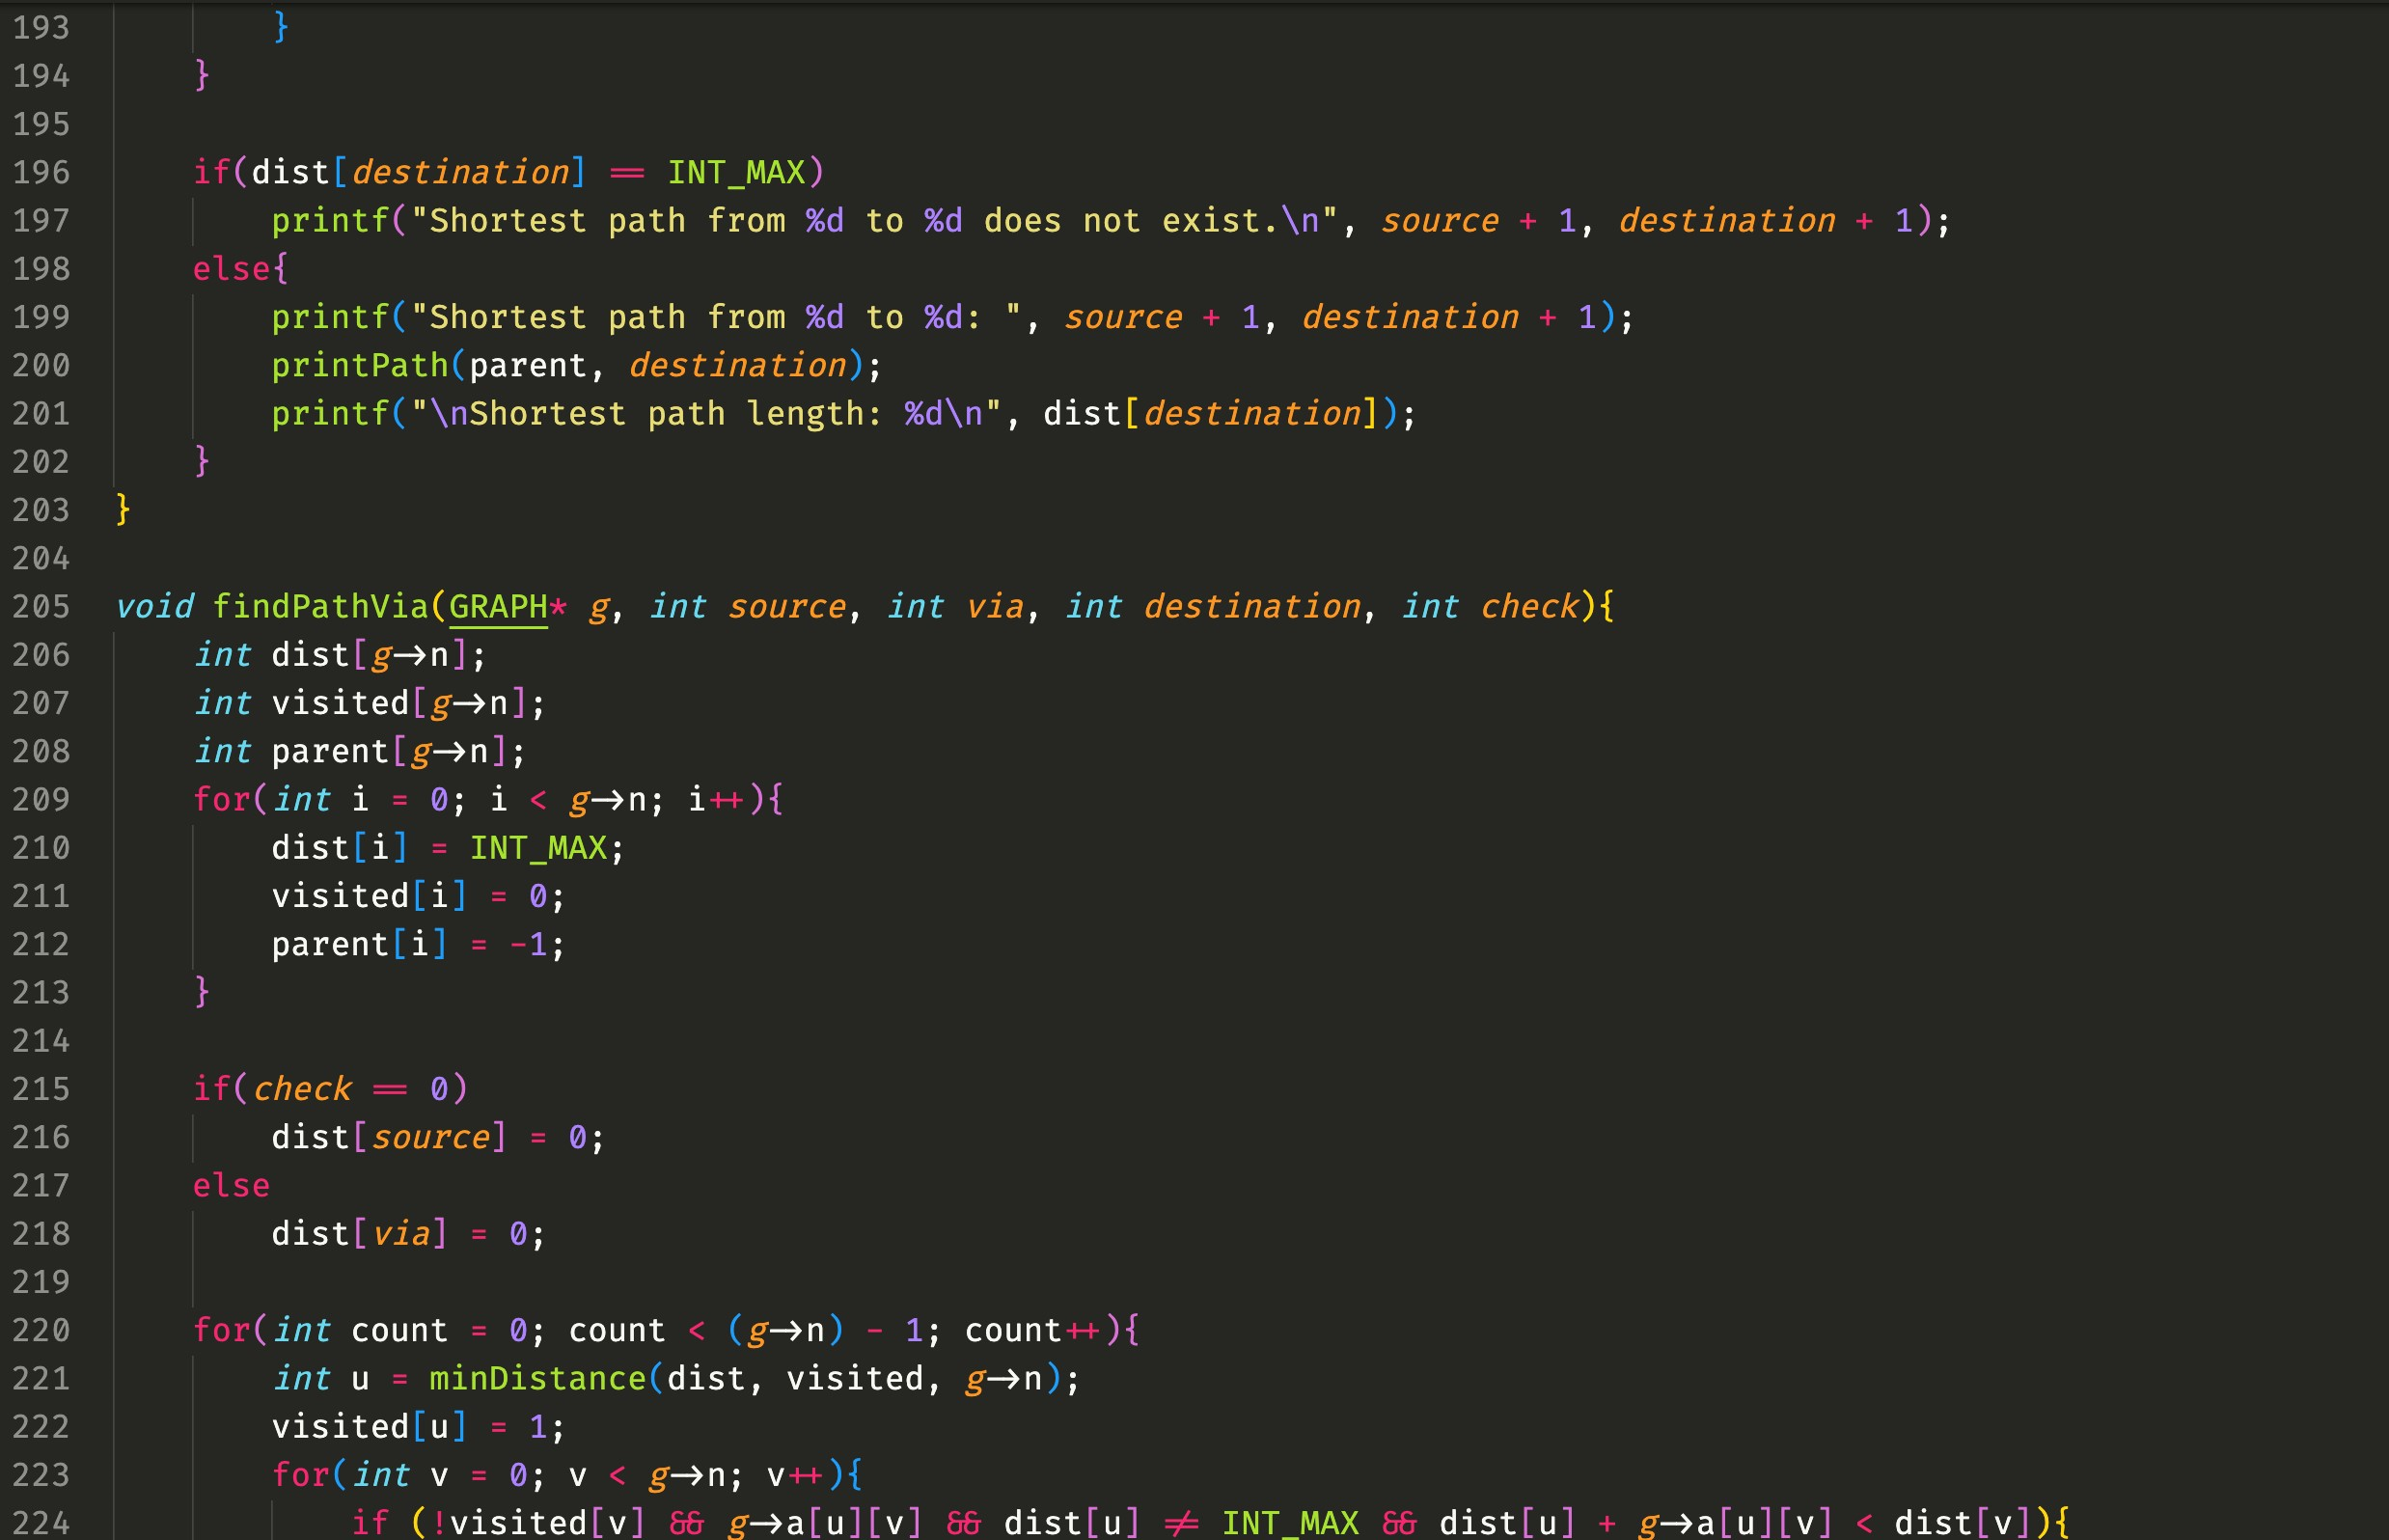 193 }
194 }
195
196 if(dist[destination] == INT_MAX)
197 printf("Shortest path from %d to %d does not exist.\n", source + 1, destination + 1);
198 else{
199 printf("Shortest path from %d to %d: ", source + 1, destination + 1);
200 printPath(parent, destination);
201 printf("\nShortest path length: %d\n", dist[destination]);
202 }
203 }
204
205 void findPathVia(GRAPH* g, int source, int via, int destination, int check){
206 int dist[g->n];
207 int visited[g->n];
208 int parent[g->n];
209 for(int i = 0; i < g->n; i++){
210 dist[i] = INT_MAX;
211 visited[i] = 0;
212 parent[i] = -1;
213 }
214
215 if(check == 0)
216 dist[source] = 0;
217 else
218 dist[via] = 0;
219
220 for(int count = 0; count < (g->n) - 1; count++){
221 int u = minDistance(dist, visited, g->n);
222 visited[u] = 1;
223 for(int v = 0; v < g->n; v++){
224 if (!visited[v] && g->a[u][v] && dist[u] != INT_MAX && dist[u] + g->a[u][v] < dist[v]){